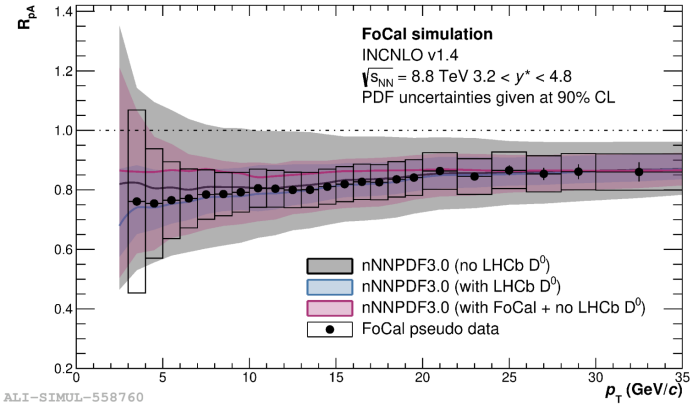 R_pA
1.4
1.2
1.0
0.8
0.6
0.4
0.2
FoCal simulation
INCNLO v1.4
√s_NN = 8.8 TeV 3.2 < y* < 4.8
PDF uncertainties given at 90% CL
nNNPDF3.0 (no LHCb D⁰)
nNNPDF3.0 (with LHCb D⁰)
nNNPDF3.0 (with FoCal + no LHCb D⁰)
FoCal pseudo data
0 5 10 15 20 25 30 35
p_T (GeV/c)
ALI-SIMUL-558760